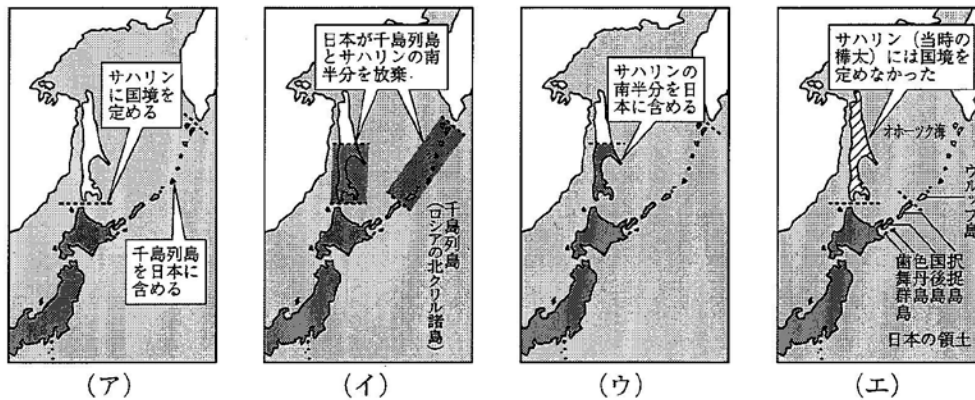 サハリン
に国境を
定める
千島列島
を日本に
含める
(ア)
日本が千島列島
とサハリンの南
半分を放棄.
千島列島
(ロシアの北クリル諸島)
(イ)
サハリンの
南半分を日
本に含める
(ウ)
サハリン(当時の
樺太)には国境を
定めなかった
オホーツク海
ウルップ島
択捉島
国後島
色丹島
歯舞群島
日本の領土
(エ)